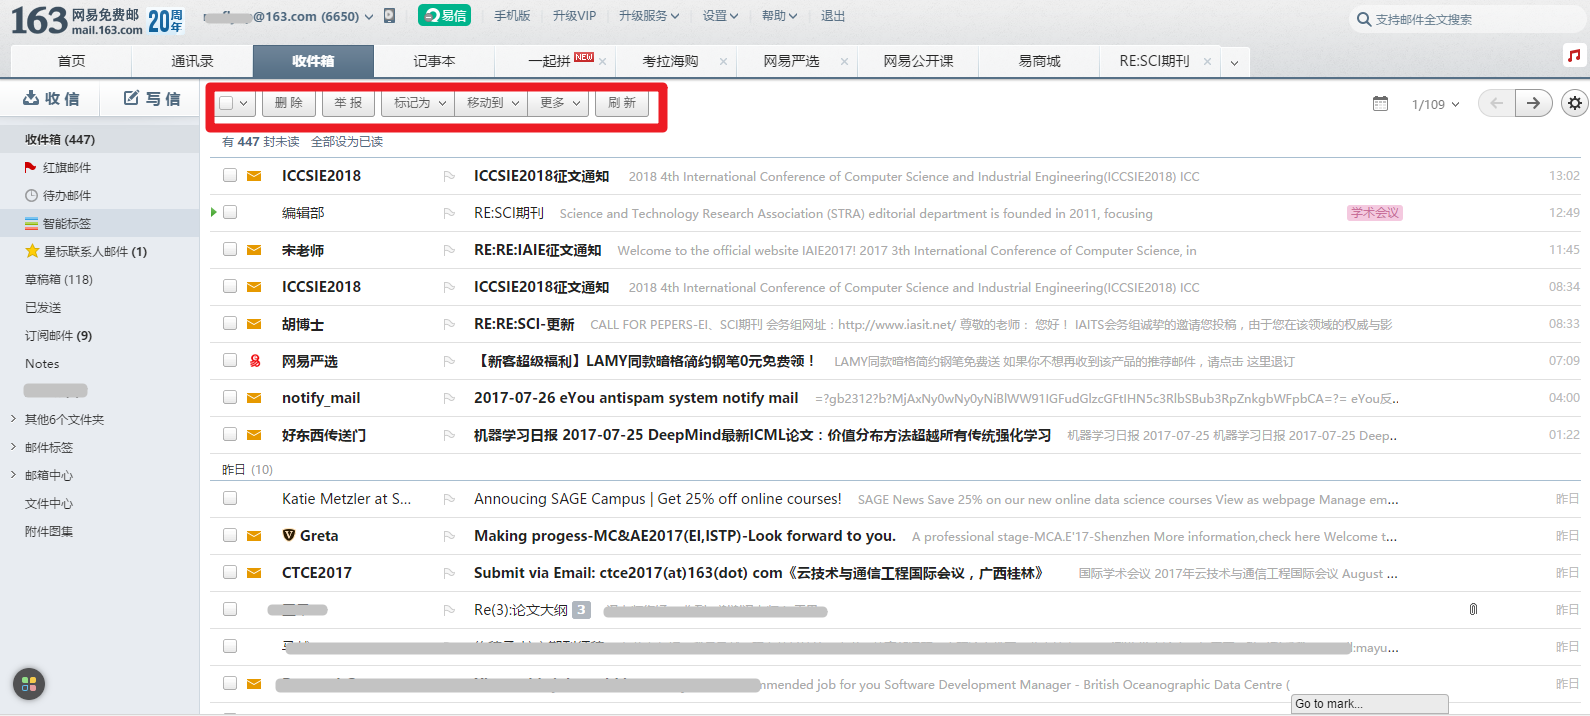 163 网易免费邮 mail.163.com 20周年 @163.com (6650) 易信 手机版 升级VIP 升级服务 设置 帮助 退出 支持邮件全文搜索
首页 通讯录 收件箱 记事本 一起拼 NEW × 考拉海购 × 网易严选 × 网易公开课 易商城 RE:SCI期刊 ×
收 信 写 信 删 除 举 报 标记为 移动到 更多 刷 新 1/109
收件箱 (447)
红旗邮件
待办邮件
智能标签
星标联系人邮件 (1)
草稿箱 (118)
已发送
订阅邮件 (9)
Notes
其他6个文件夹
邮件标签
邮箱中心
文件中心
附件图集
有 447 封未读 全部设为已读
ICCSIE2018 ICCSIE2018征文通知 2018 4th International Conference of Computer Science and Industrial Engineering(ICCSIE2018) ICC 13:02
编辑部 RE:SCI期刊 Science and Technology Research Association (STRA) editorial department is founded in 2011, focusing 学术会议 12:49
宋老师 RE:RE:IAIE征文通知 Welcome to the official website IAIE2017! 2017 3th International Conference of Computer Science, in 11:45
ICCSIE2018 ICCSIE2018征文通知 2018 4th International Conference of Computer Science and Industrial Engineering(ICCSIE2018) ICC 08:34
胡博士 RE:RE:SCI-更新 CALL FOR PEPERS-EI、SCI期刊 会务组网址：http://www.iasit.net/ 尊敬的老师： 您好！ IAITS会务组诚挚的邀请您投稿，由于您在该领域的权威与影 08:33
网易严选 【新客超级福利】LAMY同款暗格简约钢笔0元免费领！ LAMY同款暗格简约钢笔免费送 如果你不想再收到该产品的推荐邮件，请点击 这里退订 07:09
notify_mail 2017-07-26 eYou antispam system notify mail =?gb2312?b?MjAxNy0wNy0yNiBlWW91IGFudGlzcGFtIHN5c3RlbSBub3RpZnkgbWFpbCA=?= eYou反.. 04:00
好东西传送门 机器学习日报 2017-07-25 DeepMind最新ICML论文：价值分布方法超越所有传统强化学习 机器学习日报 2017-07-25 机器学习日报 2017-07-25 Deep.. 01:22
昨日 (10)
Katie Metzler at S... Annoucing SAGE Campus | Get 25% off online courses! SAGE News Save 25% on our new online data science courses View as webpage Manage em... 昨日
Greta Making progess-MC&AE2017(EI,ISTP)-Look forward to you. A professional stage-MCA.E'17-Shenzhen More information,check here Welcome t... 昨日
CTCE2017 Submit via Email: ctce2017(at)163(dot) com《云技术与通信工程国际会议，广西桂林》 国际学术会议 2017年云技术与通信工程国际会议 August ... 昨日
Re(3):论文大纲 3 昨日
:mayu... 昨日
mmended job for you Software Development Manager - British Oceanographic Data Centre ( 昨日
Go to mark...